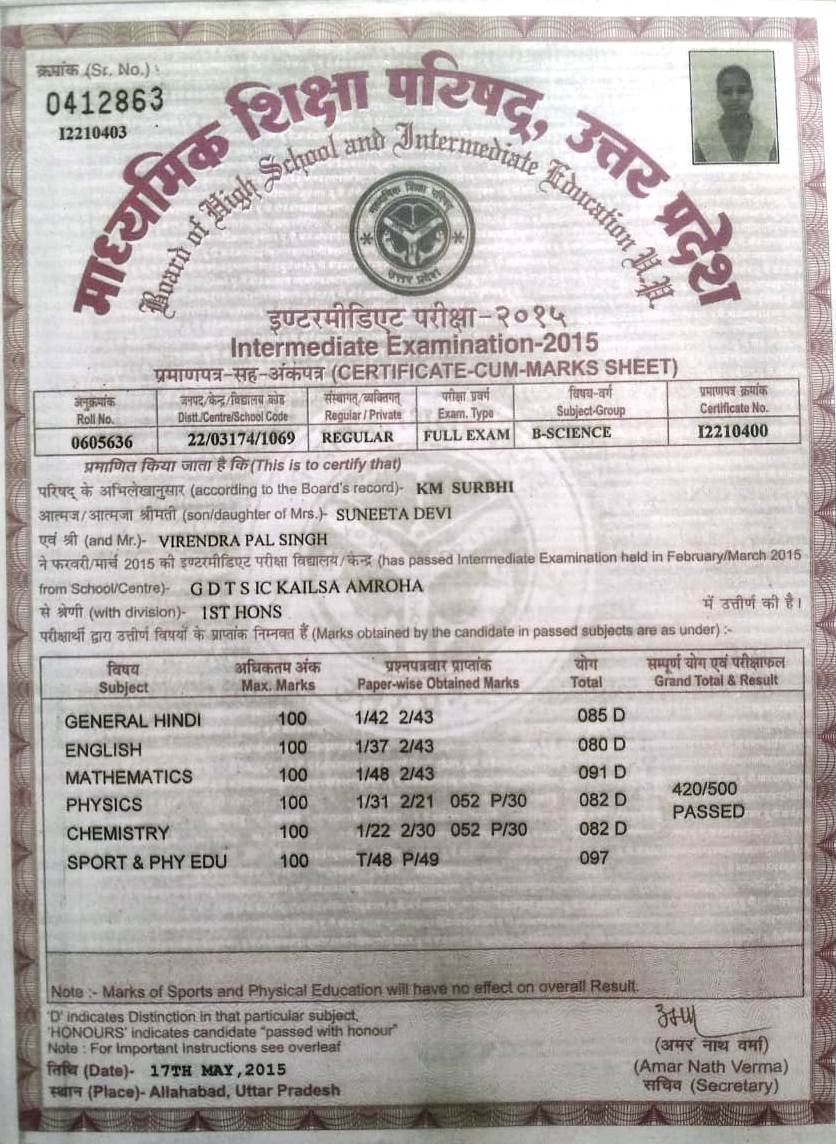 क्रमांक (Sr. No.) :
0412863
I2210403
माध्यमिक शिक्षा परिषद्, उत्तर प्रदेश
Board of High School and Intermediate Education U.P.
माध्यमिक शिक्षा परिषद
उत्तर प्रदेश
इण्टरमीडिएट परीक्षा-२०१५
Intermediate Examination-2015
प्रमाणपत्र-सह-अंकपत्र (CERTIFICATE-CUM-MARKS SHEET)
अनुक्रमांक जनपद/केन्द्र/विद्यालय कोड संस्थागत/व्यक्तिगत परीक्षा प्रवर्ग विषय-वर्ग प्रमाणपत्र क्रमांक
Roll No. Distt./Centre/School Code Regular / Private Exam. Type Subject-Group Certificate No.
0605636 22/03174/1069 REGULAR FULL EXAM B-SCIENCE I2210400
प्रमाणित किया जाता है कि (This is to certify that)
परिषद् के अभिलेखानुसार (according to the Board's record)- KM SURBHI
आत्मज/आत्मजा श्रीमती (son/daughter of Mrs.)- SUNEETA DEVI
एवं श्री (and Mr.)- VIRENDRA PAL SINGH
ने फरवरी/मार्च 2015 की इण्टरमीडिएट परीक्षा विद्यालय/केन्द्र (has passed Intermediate Examination held in February/March 2015
from School/Centre)- G D T S IC KAILSA AMROHA
से श्रेणी (with division)- 1ST HONS में उत्तीर्ण की है।
परीक्षार्थी द्वारा उत्तीर्ण विषयों के प्राप्तांक निम्नवत हैं (Marks obtained by the candidate in passed subjects are as under) :-
विषय अधिकतम अंक प्रश्नपत्रवार प्राप्तांक योग सम्पूर्ण योग एवं परीक्षाफल
Subject Max. Marks Paper-wise Obtained Marks Total Grand Total & Result
GENERAL HINDI 100 1/42 2/43 085 D
ENGLISH 100 1/37 2/43 080 D
MATHEMATICS 100 1/48 2/43 091 D
PHYSICS 100 1/31 2/21 052 P/30 082 D 420/500
CHEMISTRY 100 1/22 2/30 052 P/30 082 D PASSED
SPORT & PHY EDU 100 T/48 P/49 097
Note :- Marks of Sports and Physical Education will have no effect on overall Result.
'D' indicates Distinction in that particular subject,
'HONOURS' indicates candidate "passed with honour"
Note : For Important Instructions see overleaf
तिथि (Date)- 17TH MAY,2015
स्थान (Place)- Allahabad, Uttar Pradesh
(अमर नाथ वर्मा)
(Amar Nath Verma)
सचिव (Secretary)